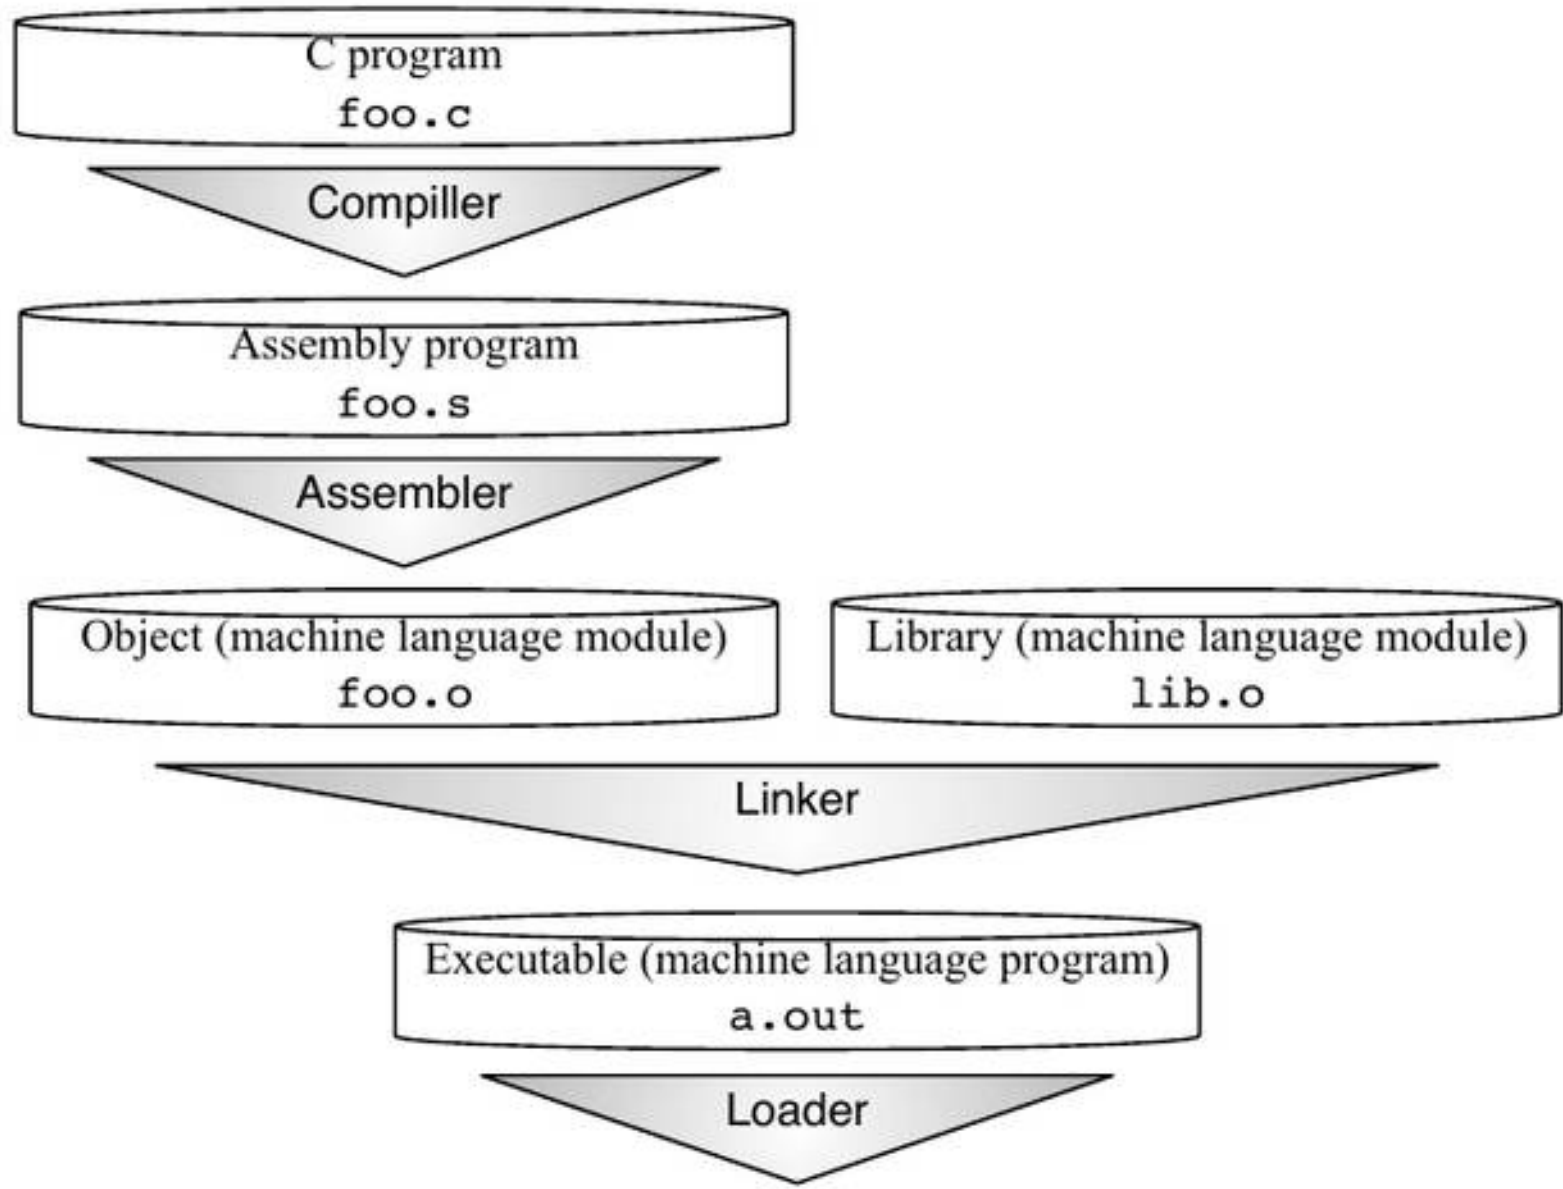 C program
foo.c
Compiller
Assembly program
foo.s
Assembler
Object (machine language module)
foo.o
Library (machine language module)
lib.o
Linker
Executable (machine language program)
a.out
Loader